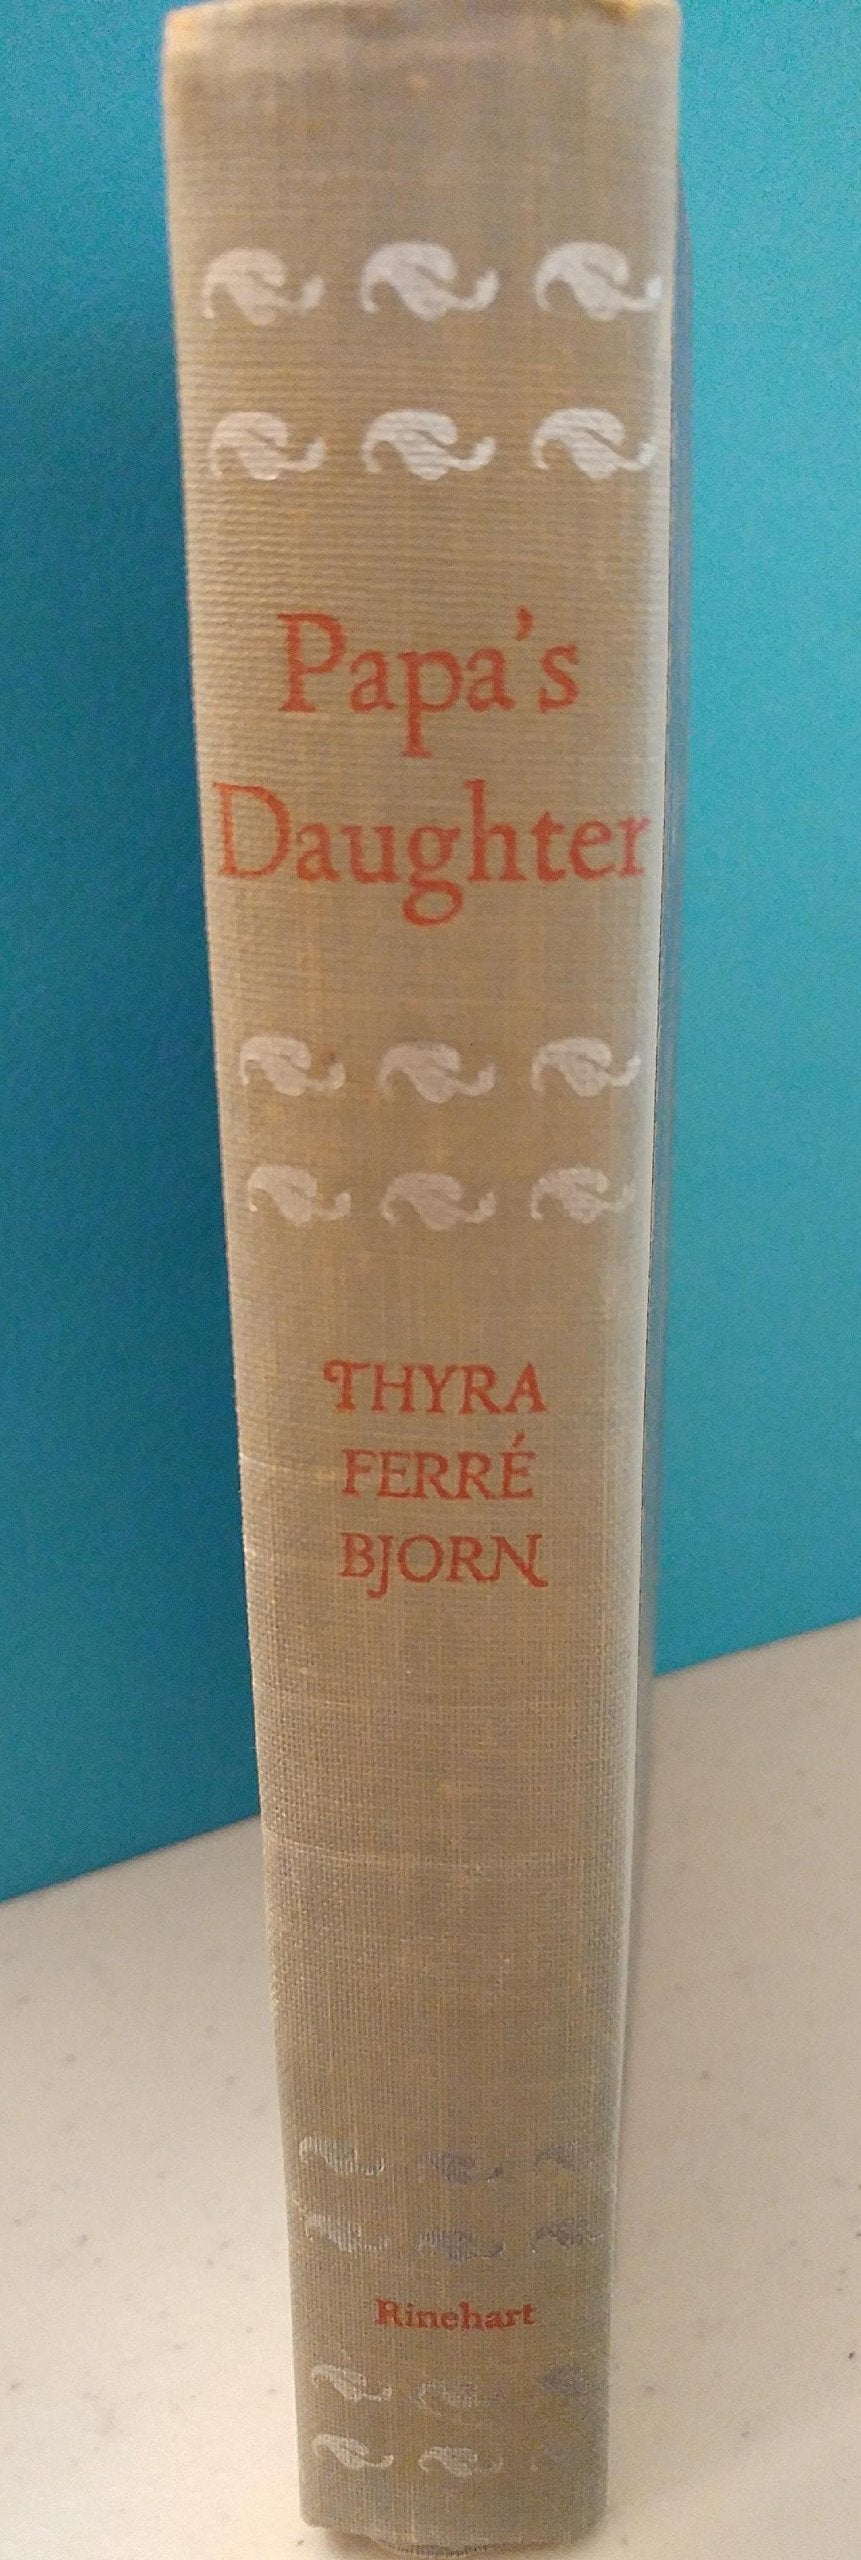 Papa's
Daughter
THYRA
FERRÉ
BJORN
Rinehart